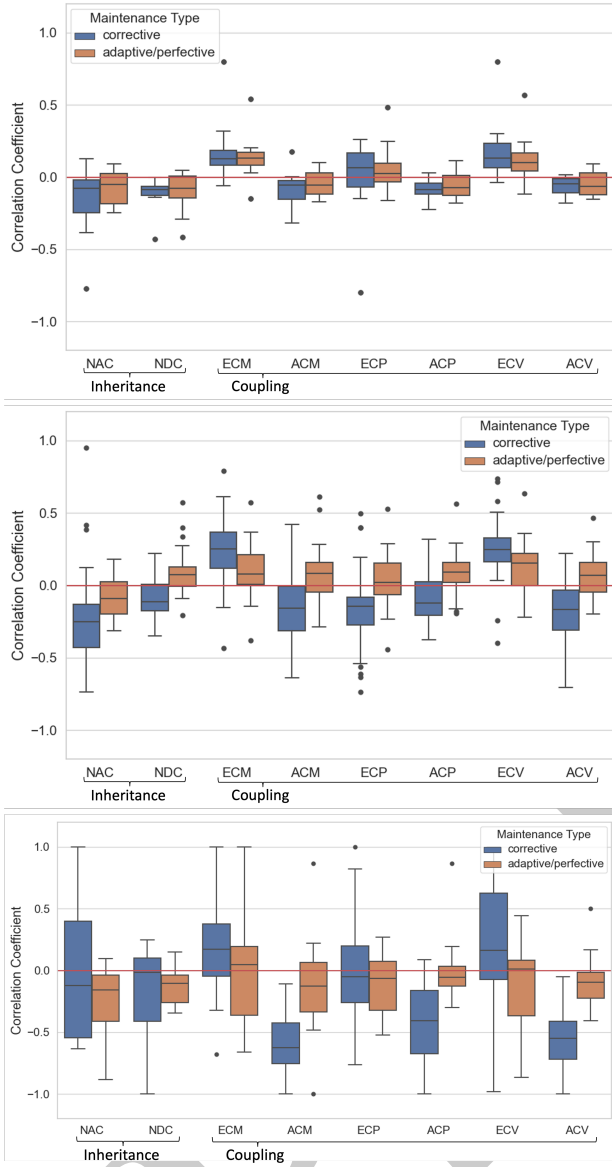 Maintenance Type
corrective
adaptive/perfective
Correlation Coefficient
1.0
0.5
0.0
−0.5
−1.0
NAC NDC ECM ACM ECP ACP ECV ACV
Inheritance Coupling
Maintenance Type
corrective
adaptive/perfective
Correlation Coefficient
1.0
0.5
0.0
−0.5
−1.0
NAC NDC ECM ACM ECP ACP ECV ACV
Inheritance Coupling
Maintenance Type
corrective
adaptive/perfective
Correlation Coefficient
1.0
0.5
0.0
−0.5
−1.0
NAC NDC ECM ACM ECP ACP ECV ACV
Inheritance Coupling